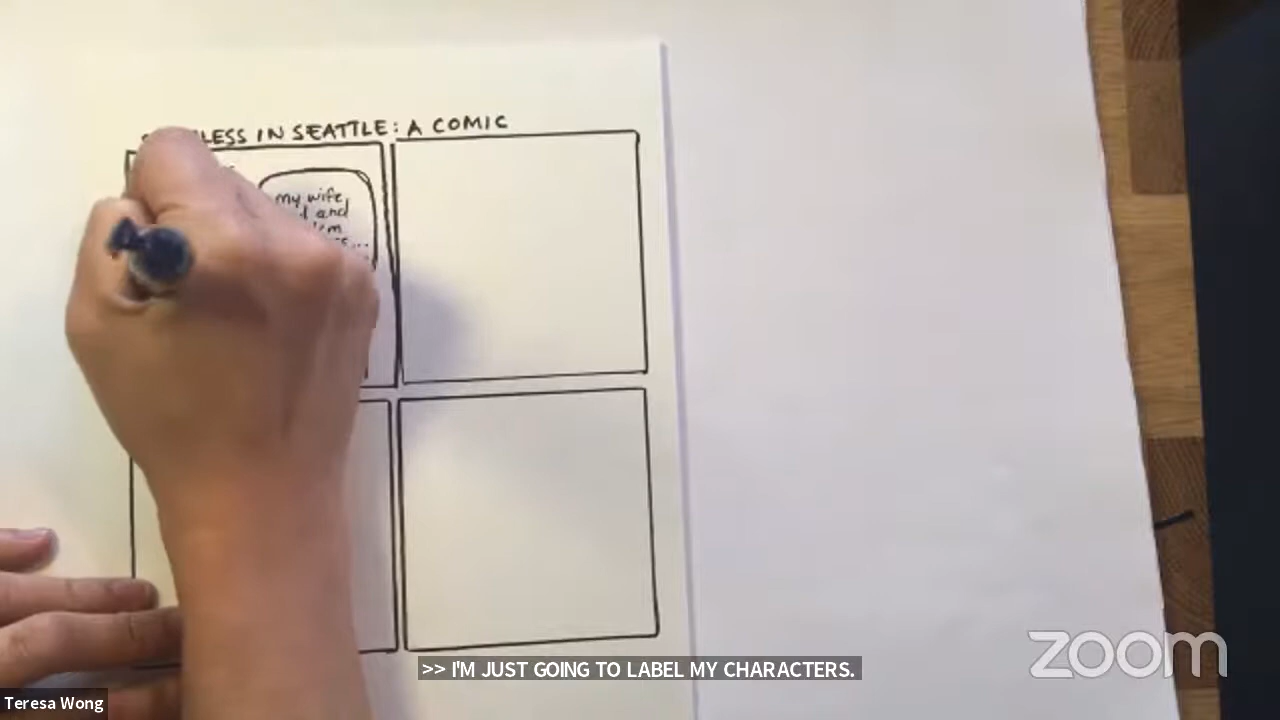 LESS IN SEATTLE: A COMIC
my wife
and
I'm
>> I'M JUST GOING TO LABEL MY CHARACTERS.
zoom
Teresa Wong